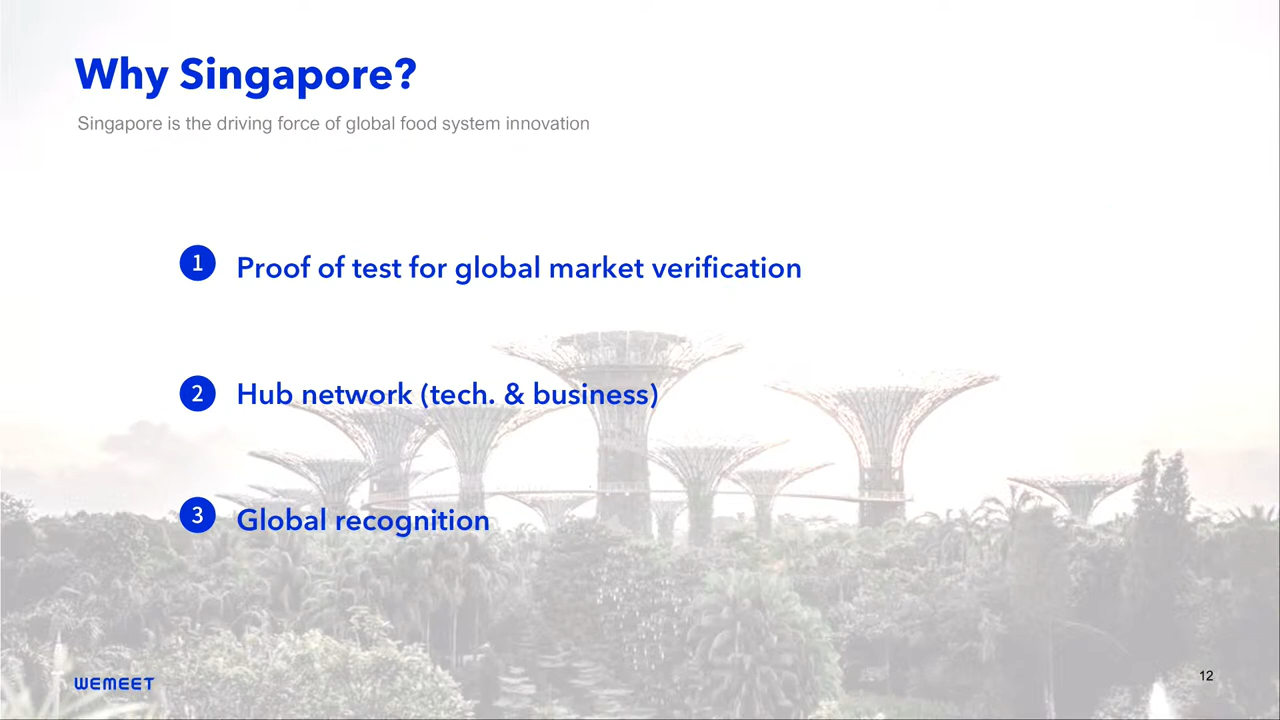 Why Singapore?
Singapore is the driving force of global food system innovation
1 Proof of test for global market verification
2 Hub network (tech. & business)
3 Global recognition
WEMEET
12